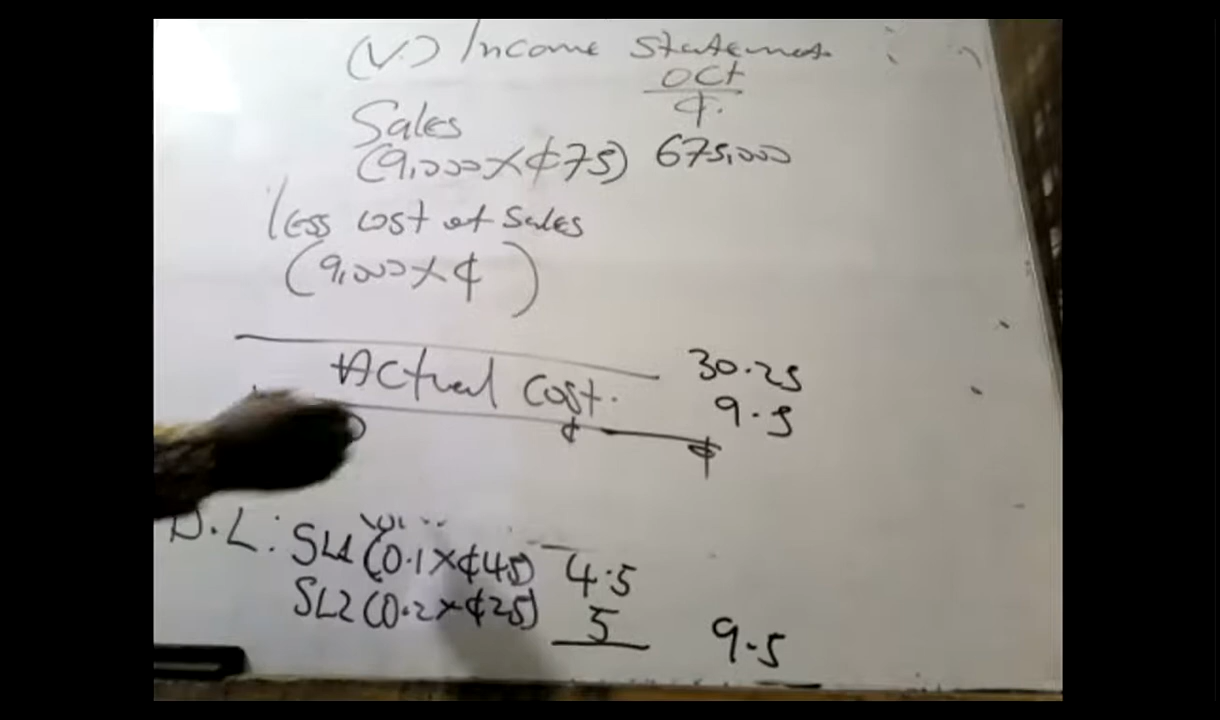 (V.) Income Statement
Oct
₵.
Sales
(9,000 × ₵75) 675,000
less cost of sales
(9,000 × ₵ )
Actual Cost. 30.25
9.5
₵ ₵
D.L: SL1 (0.1 × ₵45) 4.5
SL2 (0.2 × ₵25) 5 9.5